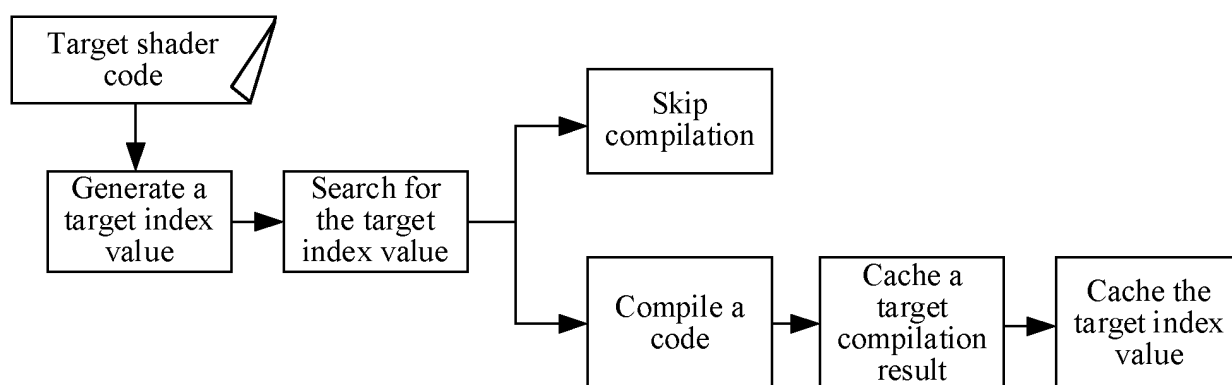 Target shader
code
Generate a
target index
value
Search for
the target
index value
Skip
compilation
Compile a
code
Cache a
target
compilation
result
Cache the
target index
value